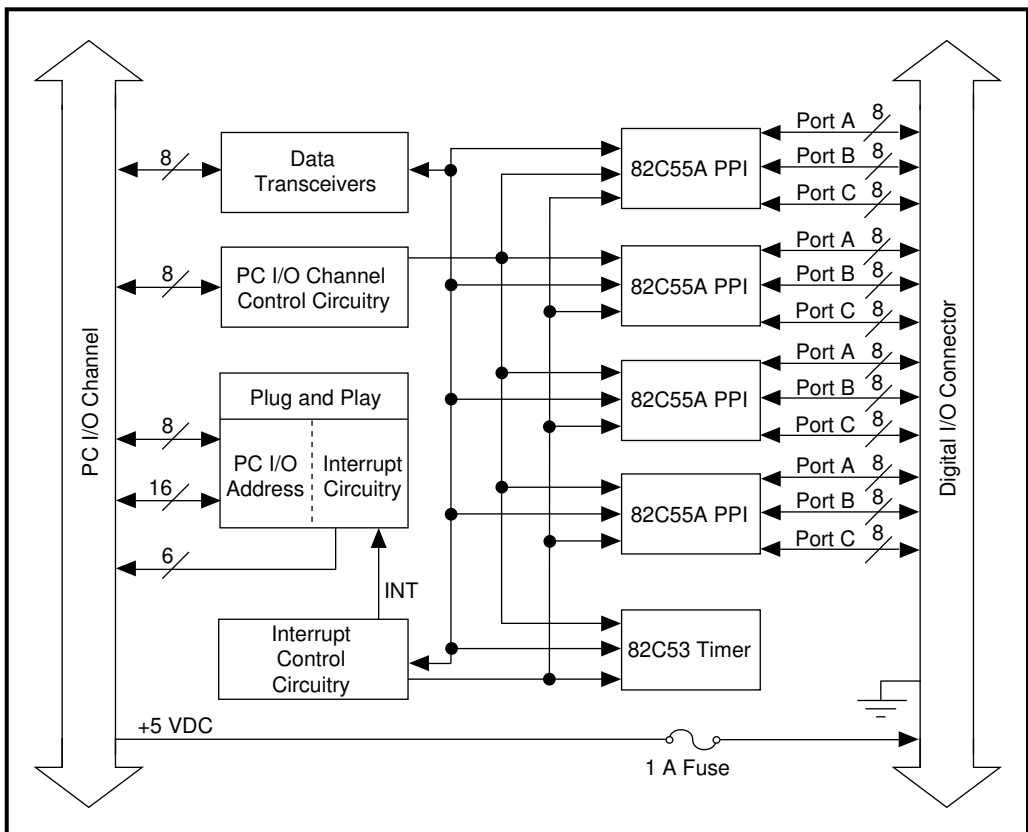 PC I/O Channel
8
Data
Transceivers
8
PC I/O Channel
Control Circuitry
Plug and Play
8
PC I/O
Address
Interrupt
Circuitry
16
6
INT
Interrupt
Control
Circuitry
+5 VDC
1 A Fuse
82C55A PPI
Port A 8
Port B 8
Port C 8
82C55A PPI
Port A 8
Port B 8
Port C 8
82C55A PPI
Port A 8
Port B 8
Port C 8
82C55A PPI
Port A 8
Port B 8
Port C 8
82C53 Timer
Digital I/O Connector